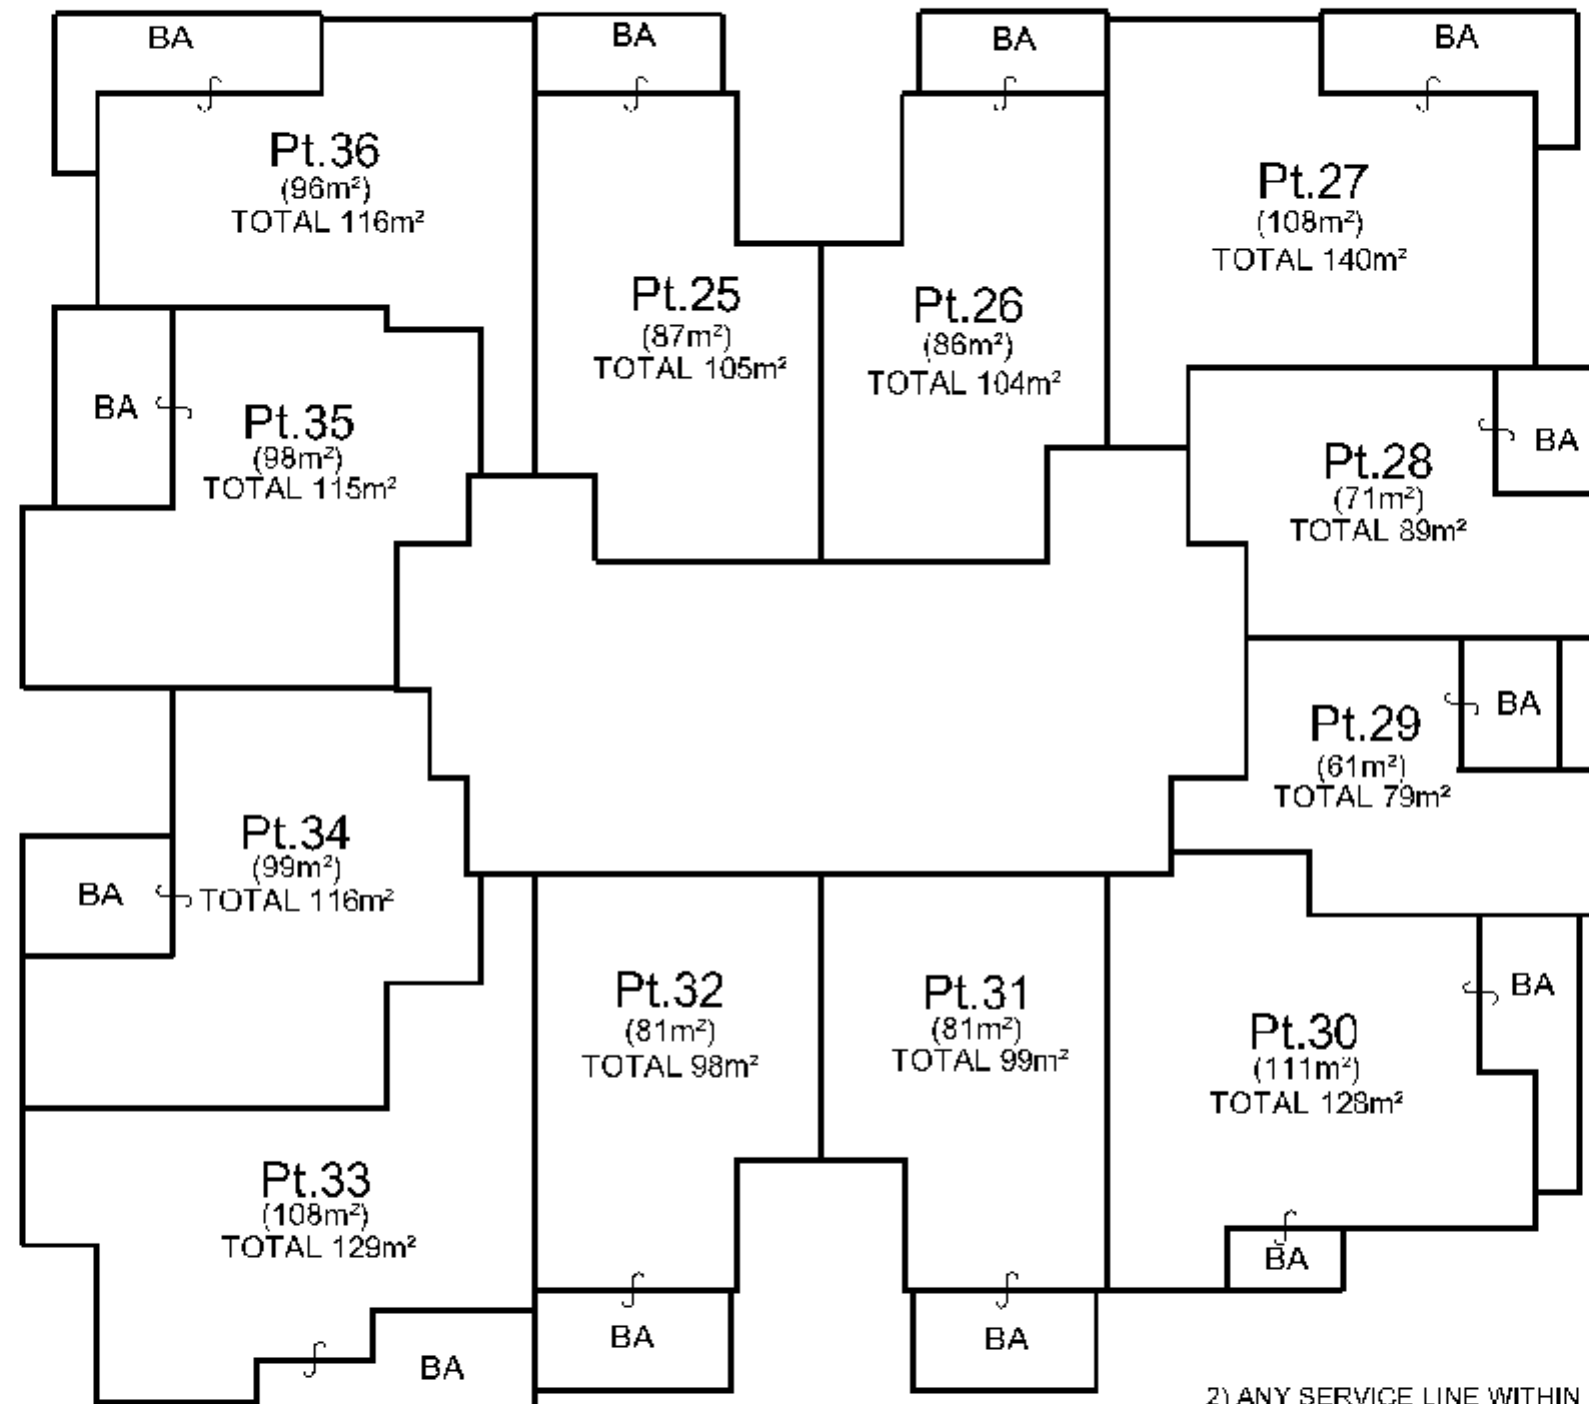 BA
BA
BA
BA
Pt.36
(96m²)
TOTAL 116m²
Pt.27
(108m²)
TOTAL 140m²
Pt.25
(87m²)
TOTAL 105m²
Pt.26
(86m²)
TOTAL 104m²
BA
Pt.35
(98m²)
TOTAL 115m²
Pt.28
(71m²)
TOTAL 89m²
BA
Pt.29
(61m²)
TOTAL 79m²
BA
Pt.34
(99m²)
TOTAL 116m²
BA
Pt.32
(81m²)
TOTAL 98m²
Pt.31
(81m²)
TOTAL 99m²
Pt.30
(111m²)
TOTAL 128m²
BA
BA
Pt.33
(108m²)
TOTAL 129m²
BA
BA
BA
2) ANY SERVICE LINE WITHIN